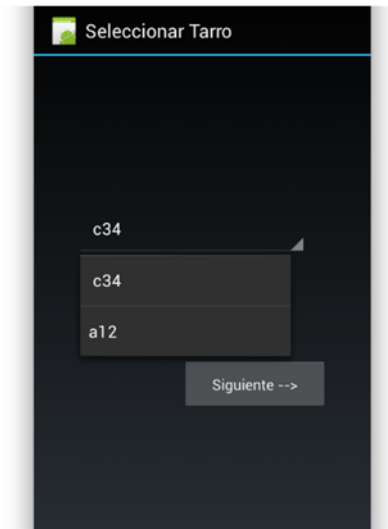 Seleccionar Tarro
c34
c34
a12
Siguiente -->